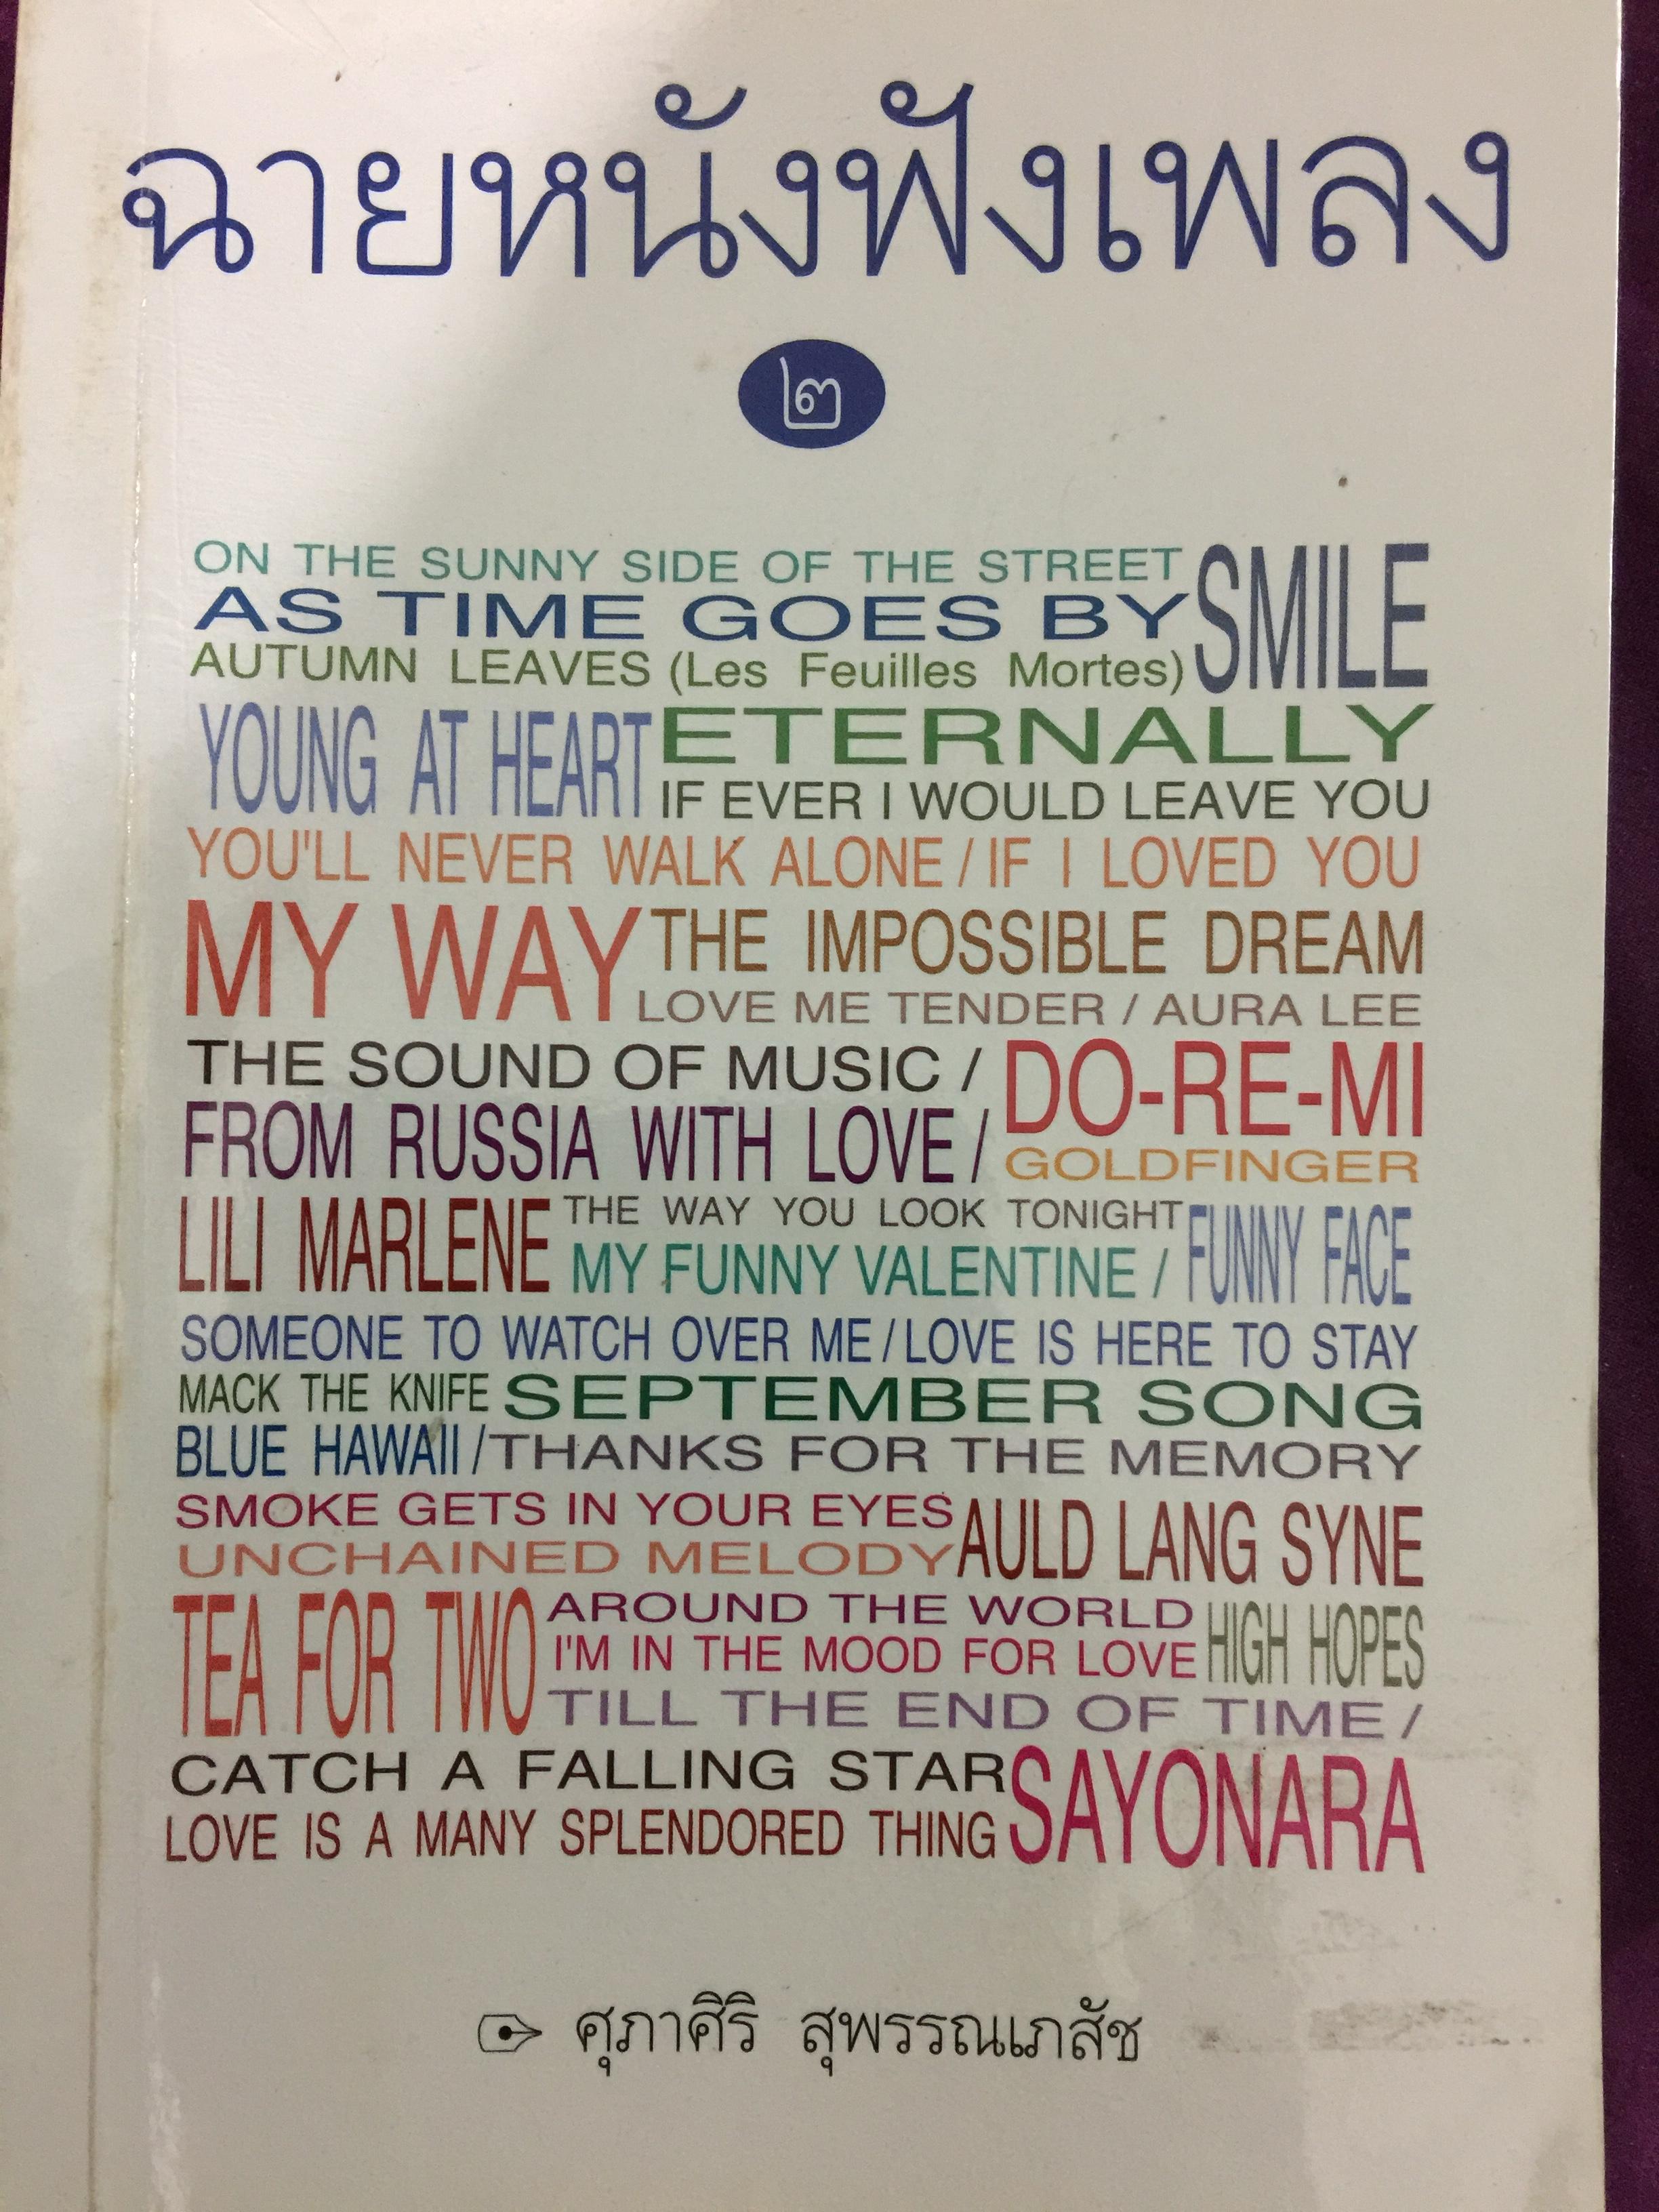 ฉายหนังฟังเพลง
๒
ON THE SUNNY SIDE OF THE STREET
AS TIME GOES BY SMILE
AUTUMN LEAVES (Les Feuilles Mortes)
YOUNG AT HEART ETERNALLY
IF EVER I WOULD LEAVE YOU
YOU'LL NEVER WALK ALONE / IF I LOVED YOU
MY WAY THE IMPOSSIBLE DREAM
LOVE ME TENDER / AURA LEE
THE SOUND OF MUSIC / DO-RE-MI
FROM RUSSIA WITH LOVE / GOLDFINGER
LILI MARLENE THE WAY YOU LOOK TONIGHT
MY FUNNY VALENTINE / FUNNY FACE
SOMEONE TO WATCH OVER ME / LOVE IS HERE TO STAY
MACK THE KNIFE SEPTEMBER SONG
BLUE HAWAII / THANKS FOR THE MEMORY
SMOKE GETS IN YOUR EYES AULD LANG SYNE
UNCHAINED MELODY
TEA FOR TWO AROUND THE WORLD HIGH HOPES
I'M IN THE MOOD FOR LOVE
TILL THE END OF TIME /
CATCH A FALLING STAR SAYONARA
LOVE IS A MANY SPLENDORED THING
ศุภาศิริ สุพรรณเภสัช